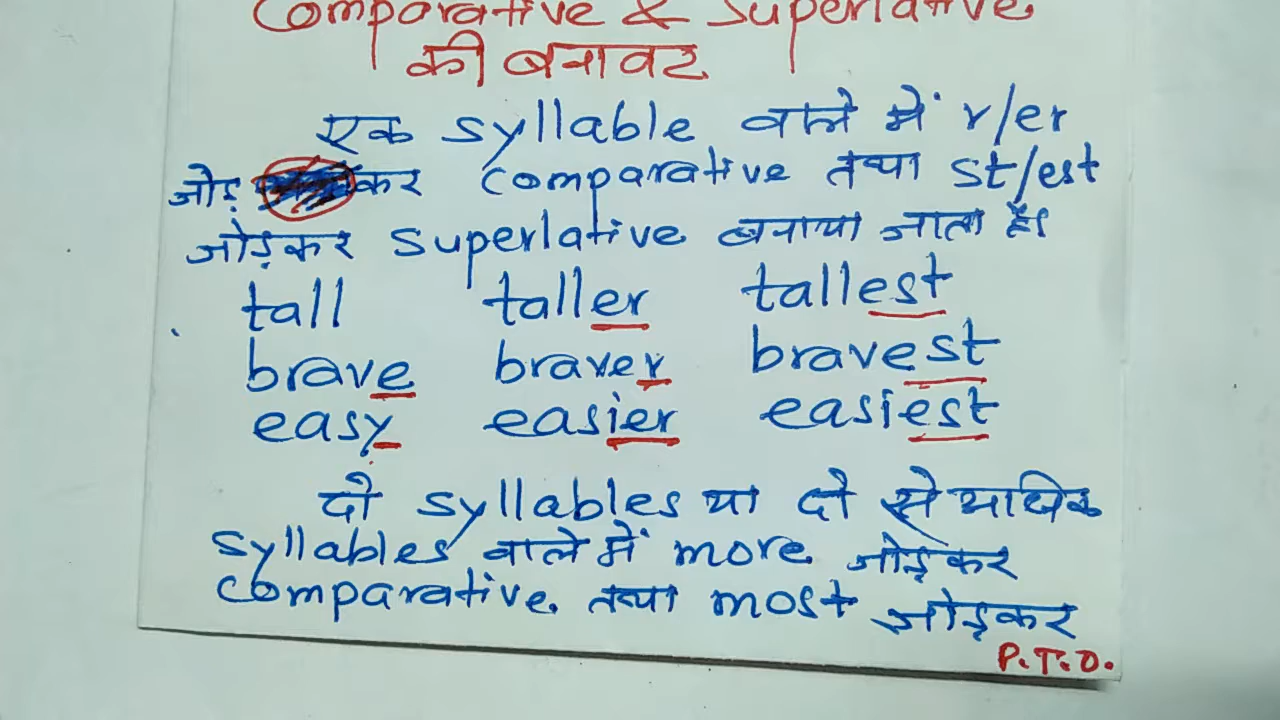 Comparative & Superlative
की बनावट
एक syllable वाले में r/er
जोड़ कर comparative तथा st/est
जोड़कर superlative बनाया जाता है।
tall taller tallest
brave braver bravest
easy easier easiest
दो syllables या दो से अधिक
syllables वाले में more जोड़कर
comparative तथा most जोड़कर
P.T.O.